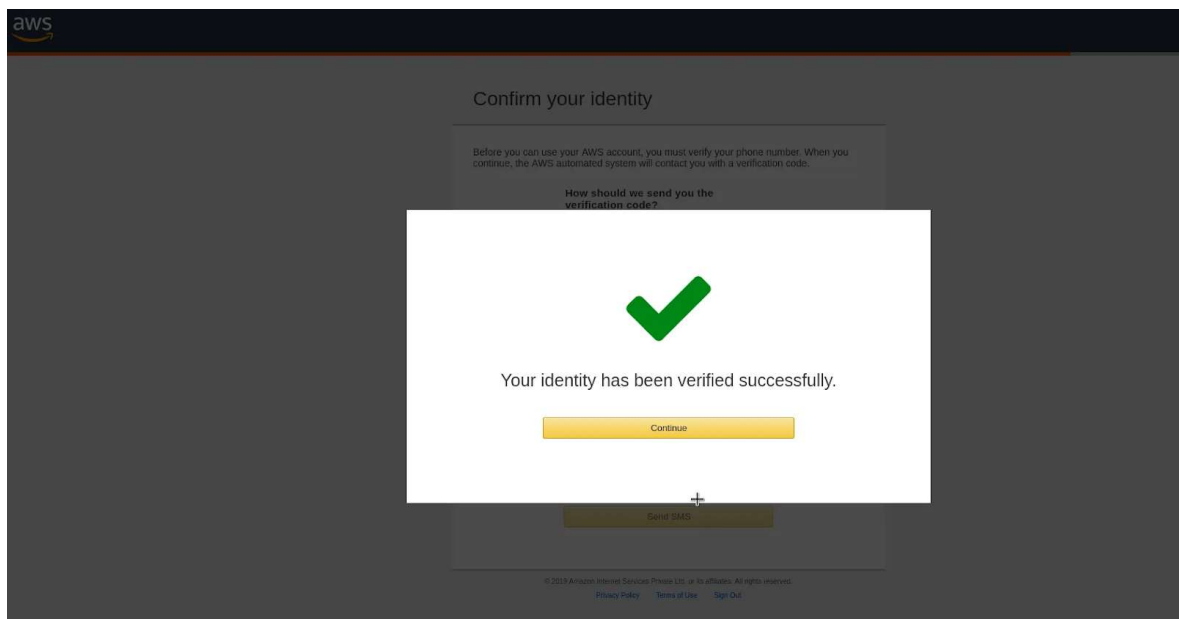 aws
Confirm your identity
Before you can use your AWS account, you must verify your phone number. When you
continue, the AWS automated system will contact you with a verification code.
How should we send you the
verification code?
Your identity has been verified successfully.
Continue
Send SMS
© 2019 Amazon Internet Services Private Ltd. or its affiliates. All rights reserved.
Privacy Policy Terms of Use Sign Out